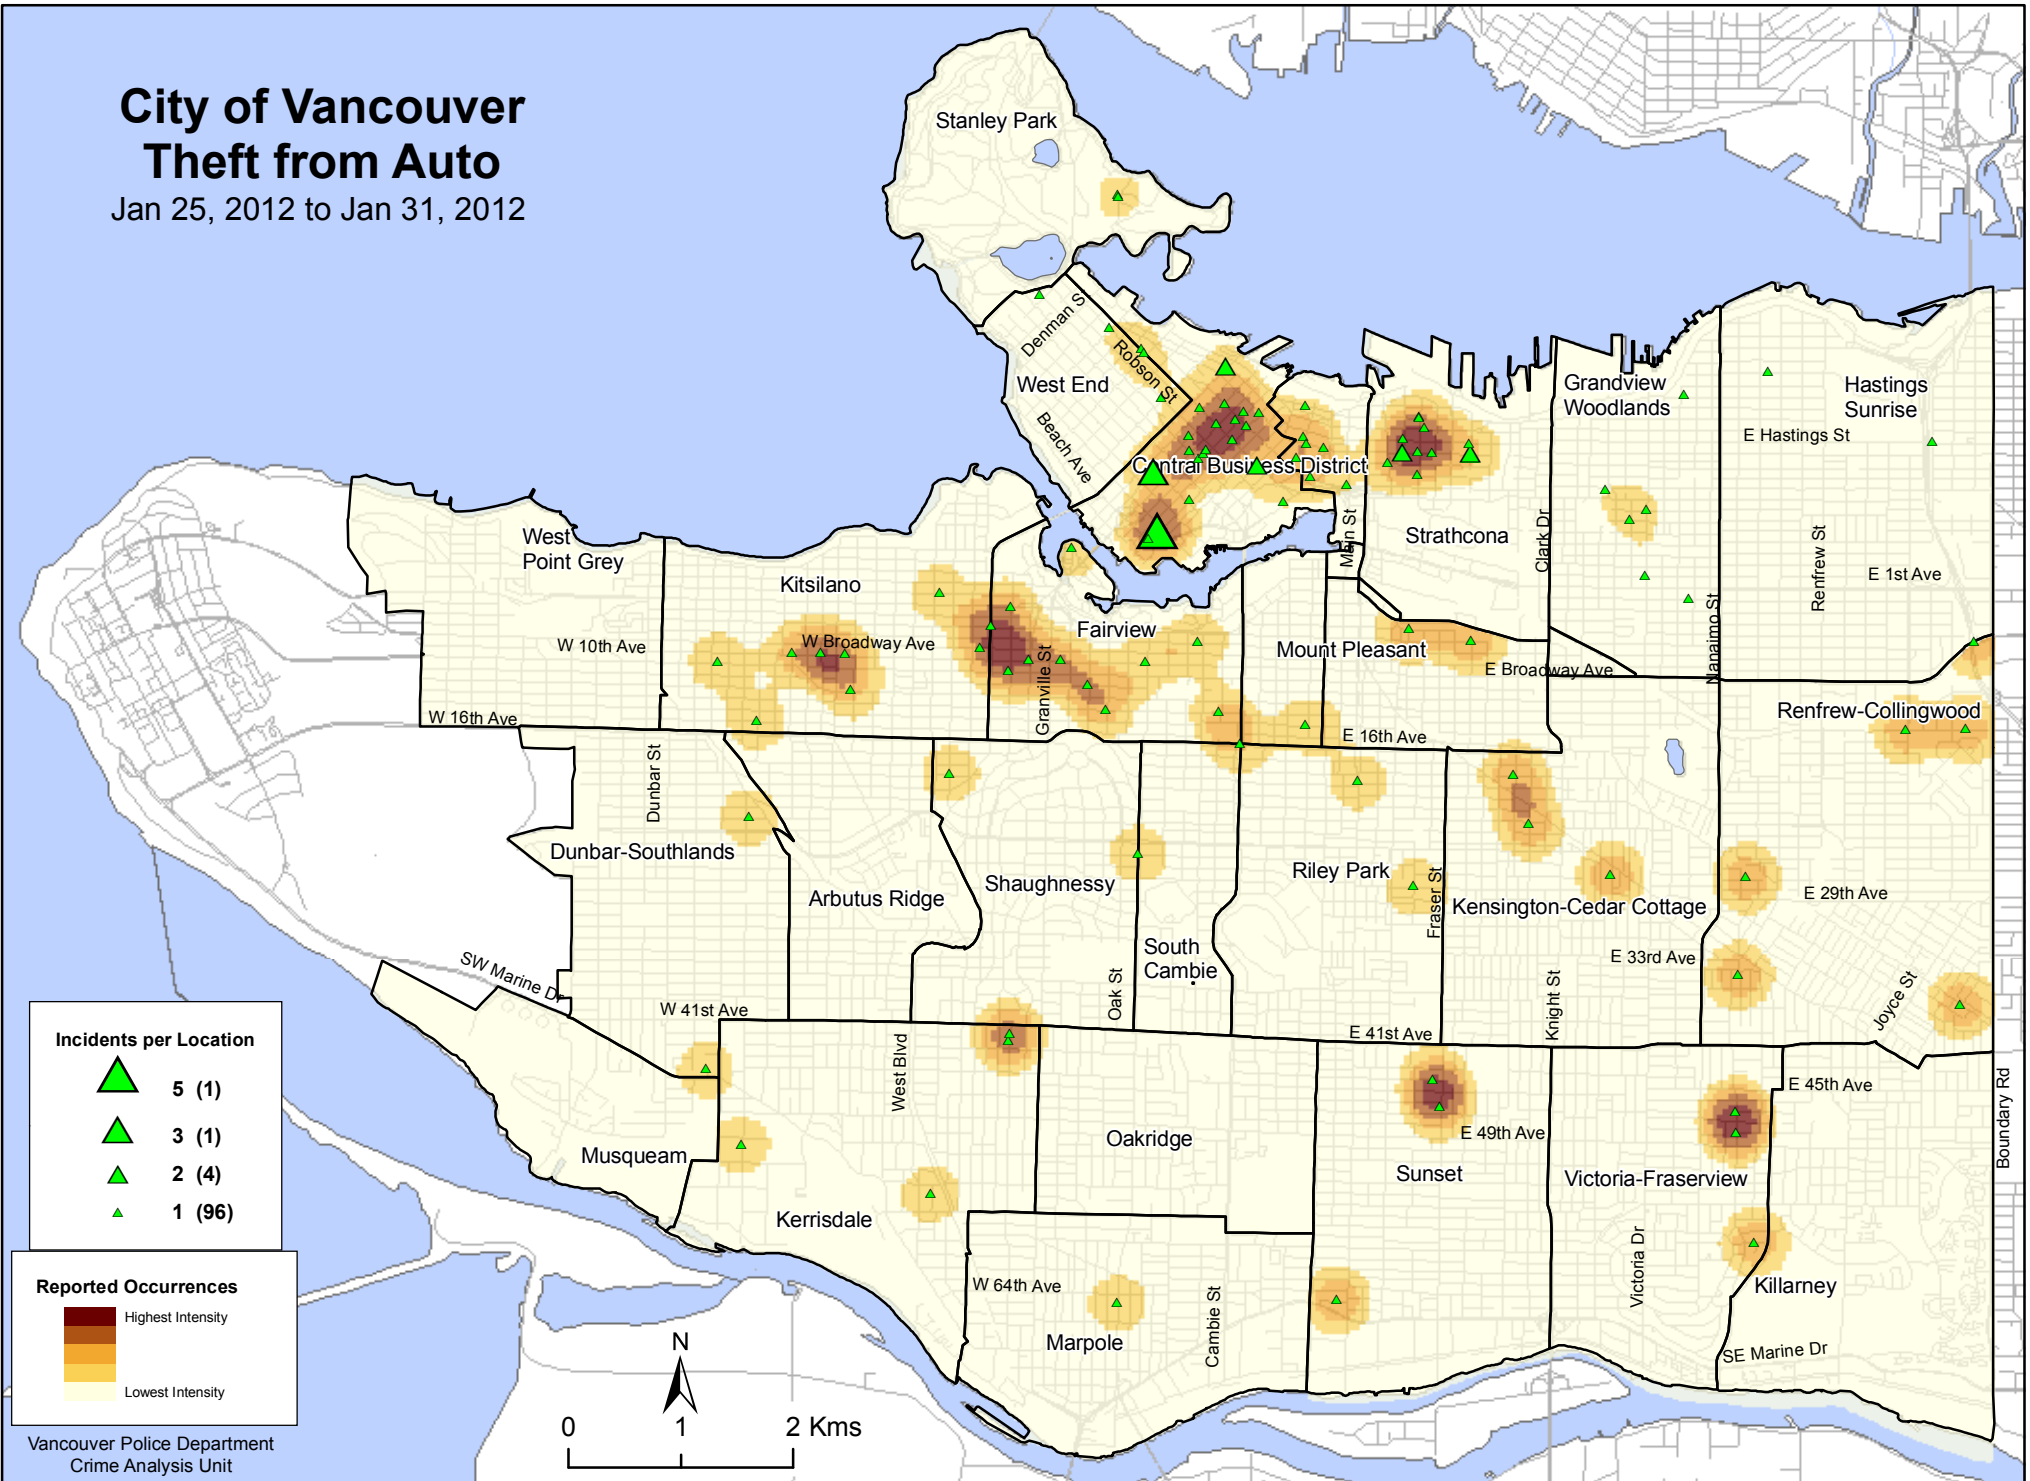 City of Vancouver
Theft from Auto
Jan 25, 2012 to Jan 31, 2012
Stanley Park
Denman S
Robson St
West End
Beach Ave
Central Business District
Grandview
Woodlands
Hastings
Sunrise
E Hastings St
Strathcona
Main St
Clark Dr
Nanaimo St
Renfrew St
E 1st Ave
West
Point Grey
Kitsilano
W 10th Ave
W Broadway Ave
Fairview
Granville St
Mount Pleasant
E Broadway Ave
W 16th Ave
E 16th Ave
Renfrew-Collingwood
Dunbar St
Dunbar-Southlands
Arbutus Ridge
Shaughnessy
Riley Park
Fraser St
Kensington-Cedar Cottage
E 29th Ave
South
Cambie
E 33rd Ave
SW Marine Dr
W 41st Ave
Oak St
E 41st Ave
Knight St
Joyce St
West Blvd
E 45th Ave
Boundary Rd
Musqueam
Oakridge
E 49th Ave
Sunset
Victoria-Fraserview
Kerrisdale
Victoria Dr
W 64th Ave
Killarney
Marpole
Cambie St
SE Marine Dr
Incidents per Location
5 (1)
3 (1)
2 (4)
1 (96)
Reported Occurrences
Highest Intensity
Lowest Intensity
Vancouver Police Department
Crime Analysis Unit
N
0 1 2 Kms